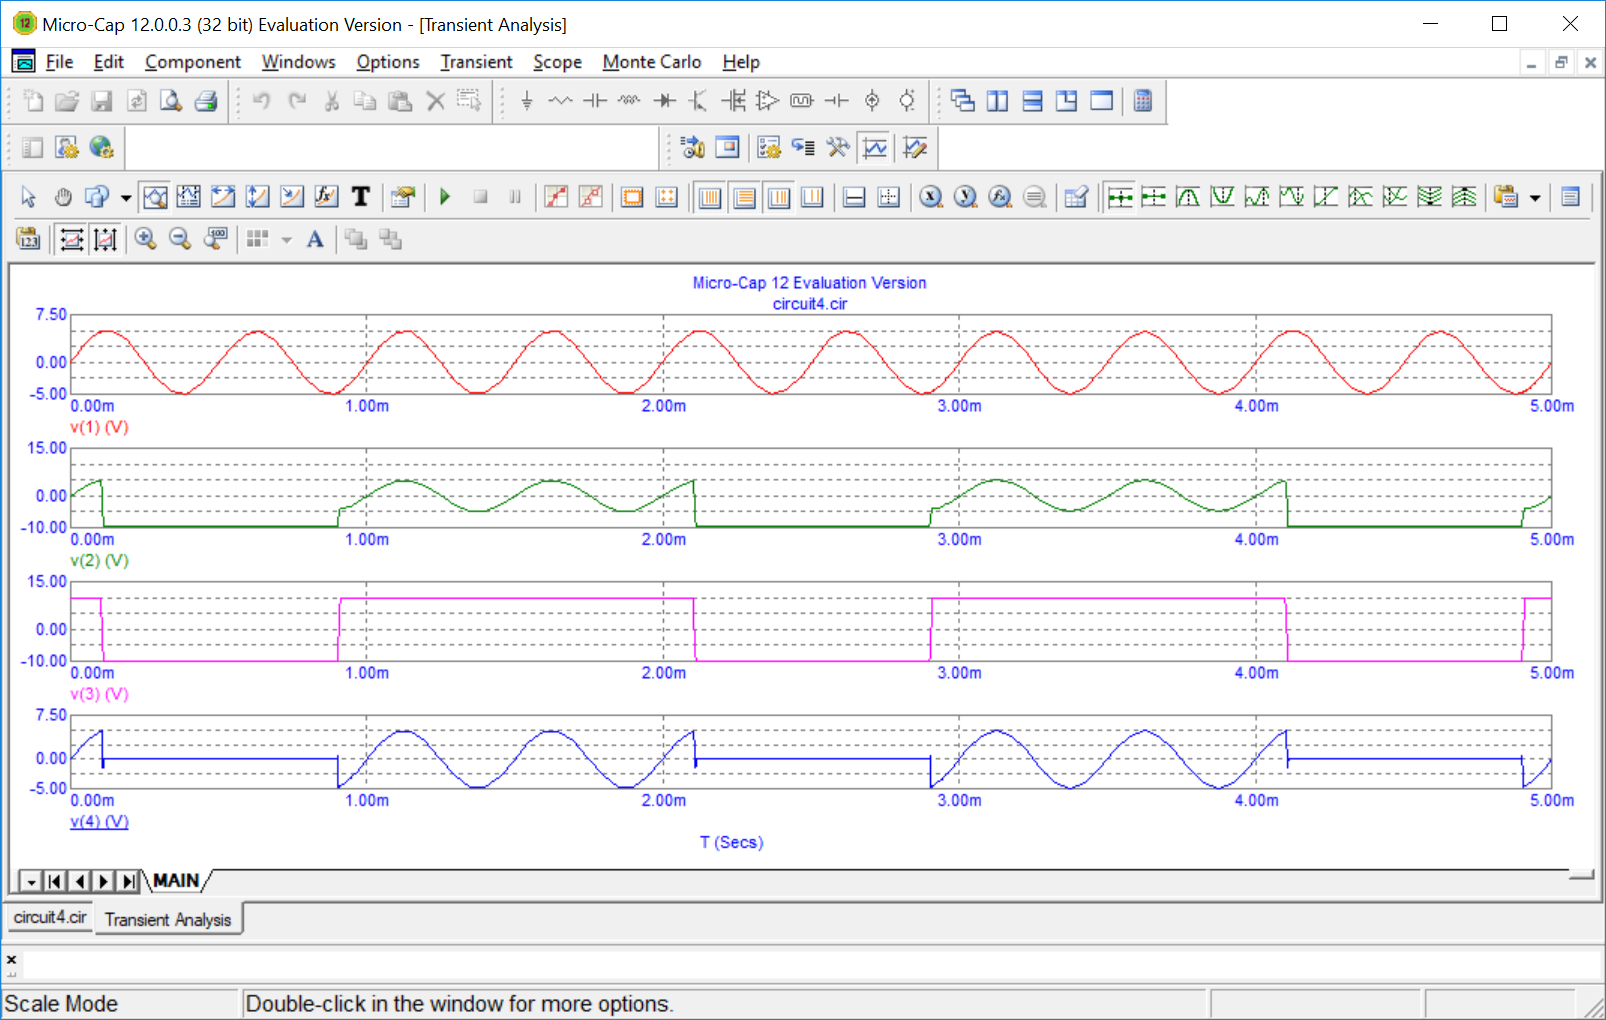 12 Micro-Cap 12.0.0.3 (32 bit) Evaluation Version - [Transient Analysis]
File Edit Component Windows Options Transient Scope Monte Carlo Help
Micro-Cap 12 Evaluation Version
circuit4.cir
7.50
0.00
-5.00
0.00m 1.00m 2.00m 3.00m 4.00m 5.00m
v(1) (V)
15.00
0.00
-10.00
0.00m 1.00m 2.00m 3.00m 4.00m 5.00m
v(2) (V)
15.00
0.00
-10.00
0.00m 1.00m 2.00m 3.00m 4.00m 5.00m
v(3) (V)
7.50
0.00
-5.00
0.00m 1.00m 2.00m 3.00m 4.00m 5.00m
v(4) (V)
T (Secs)
MAIN
circuit4.cir Transient Analysis
Scale Mode Double-click in the window for more options.